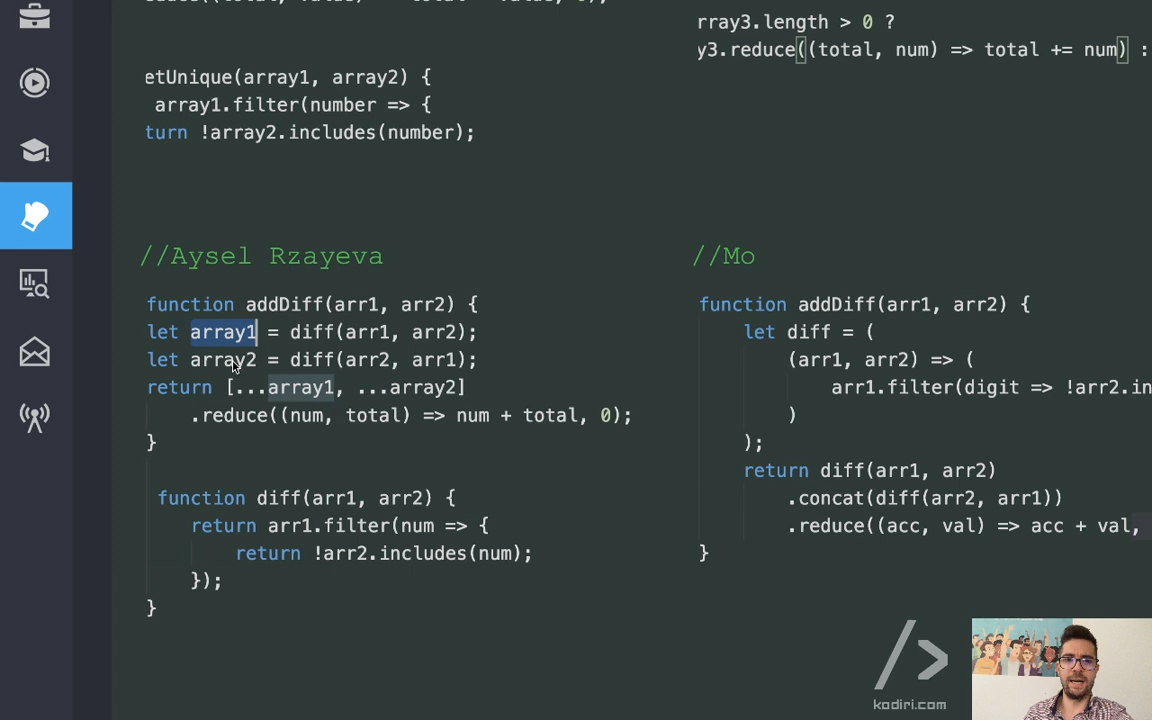 rray3.length > 0 ?
y3.reduce((total, num) => total += num) :
etUnique(array1, array2) {
array1.filter(number => {
turn !array2.includes(number);
//Aysel Rzayeva
function addDiff(arr1, arr2) {
let array1 = diff(arr1, arr2);
let array2 = diff(arr2, arr1);
return [...array1, ...array2]
.reduce((num, total) => num + total, 0);
}
function diff(arr1, arr2) {
return arr1.filter(num => {
return !arr2.includes(num);
});
}
//Mo
function addDiff(arr1, arr2) {
let diff = (
(arr1, arr2) => (
arr1.filter(digit => !arr2.in
)
);
return diff(arr1, arr2)
.concat(diff(arr2, arr1))
.reduce((acc, val) => acc + val,
}
kodiri.com